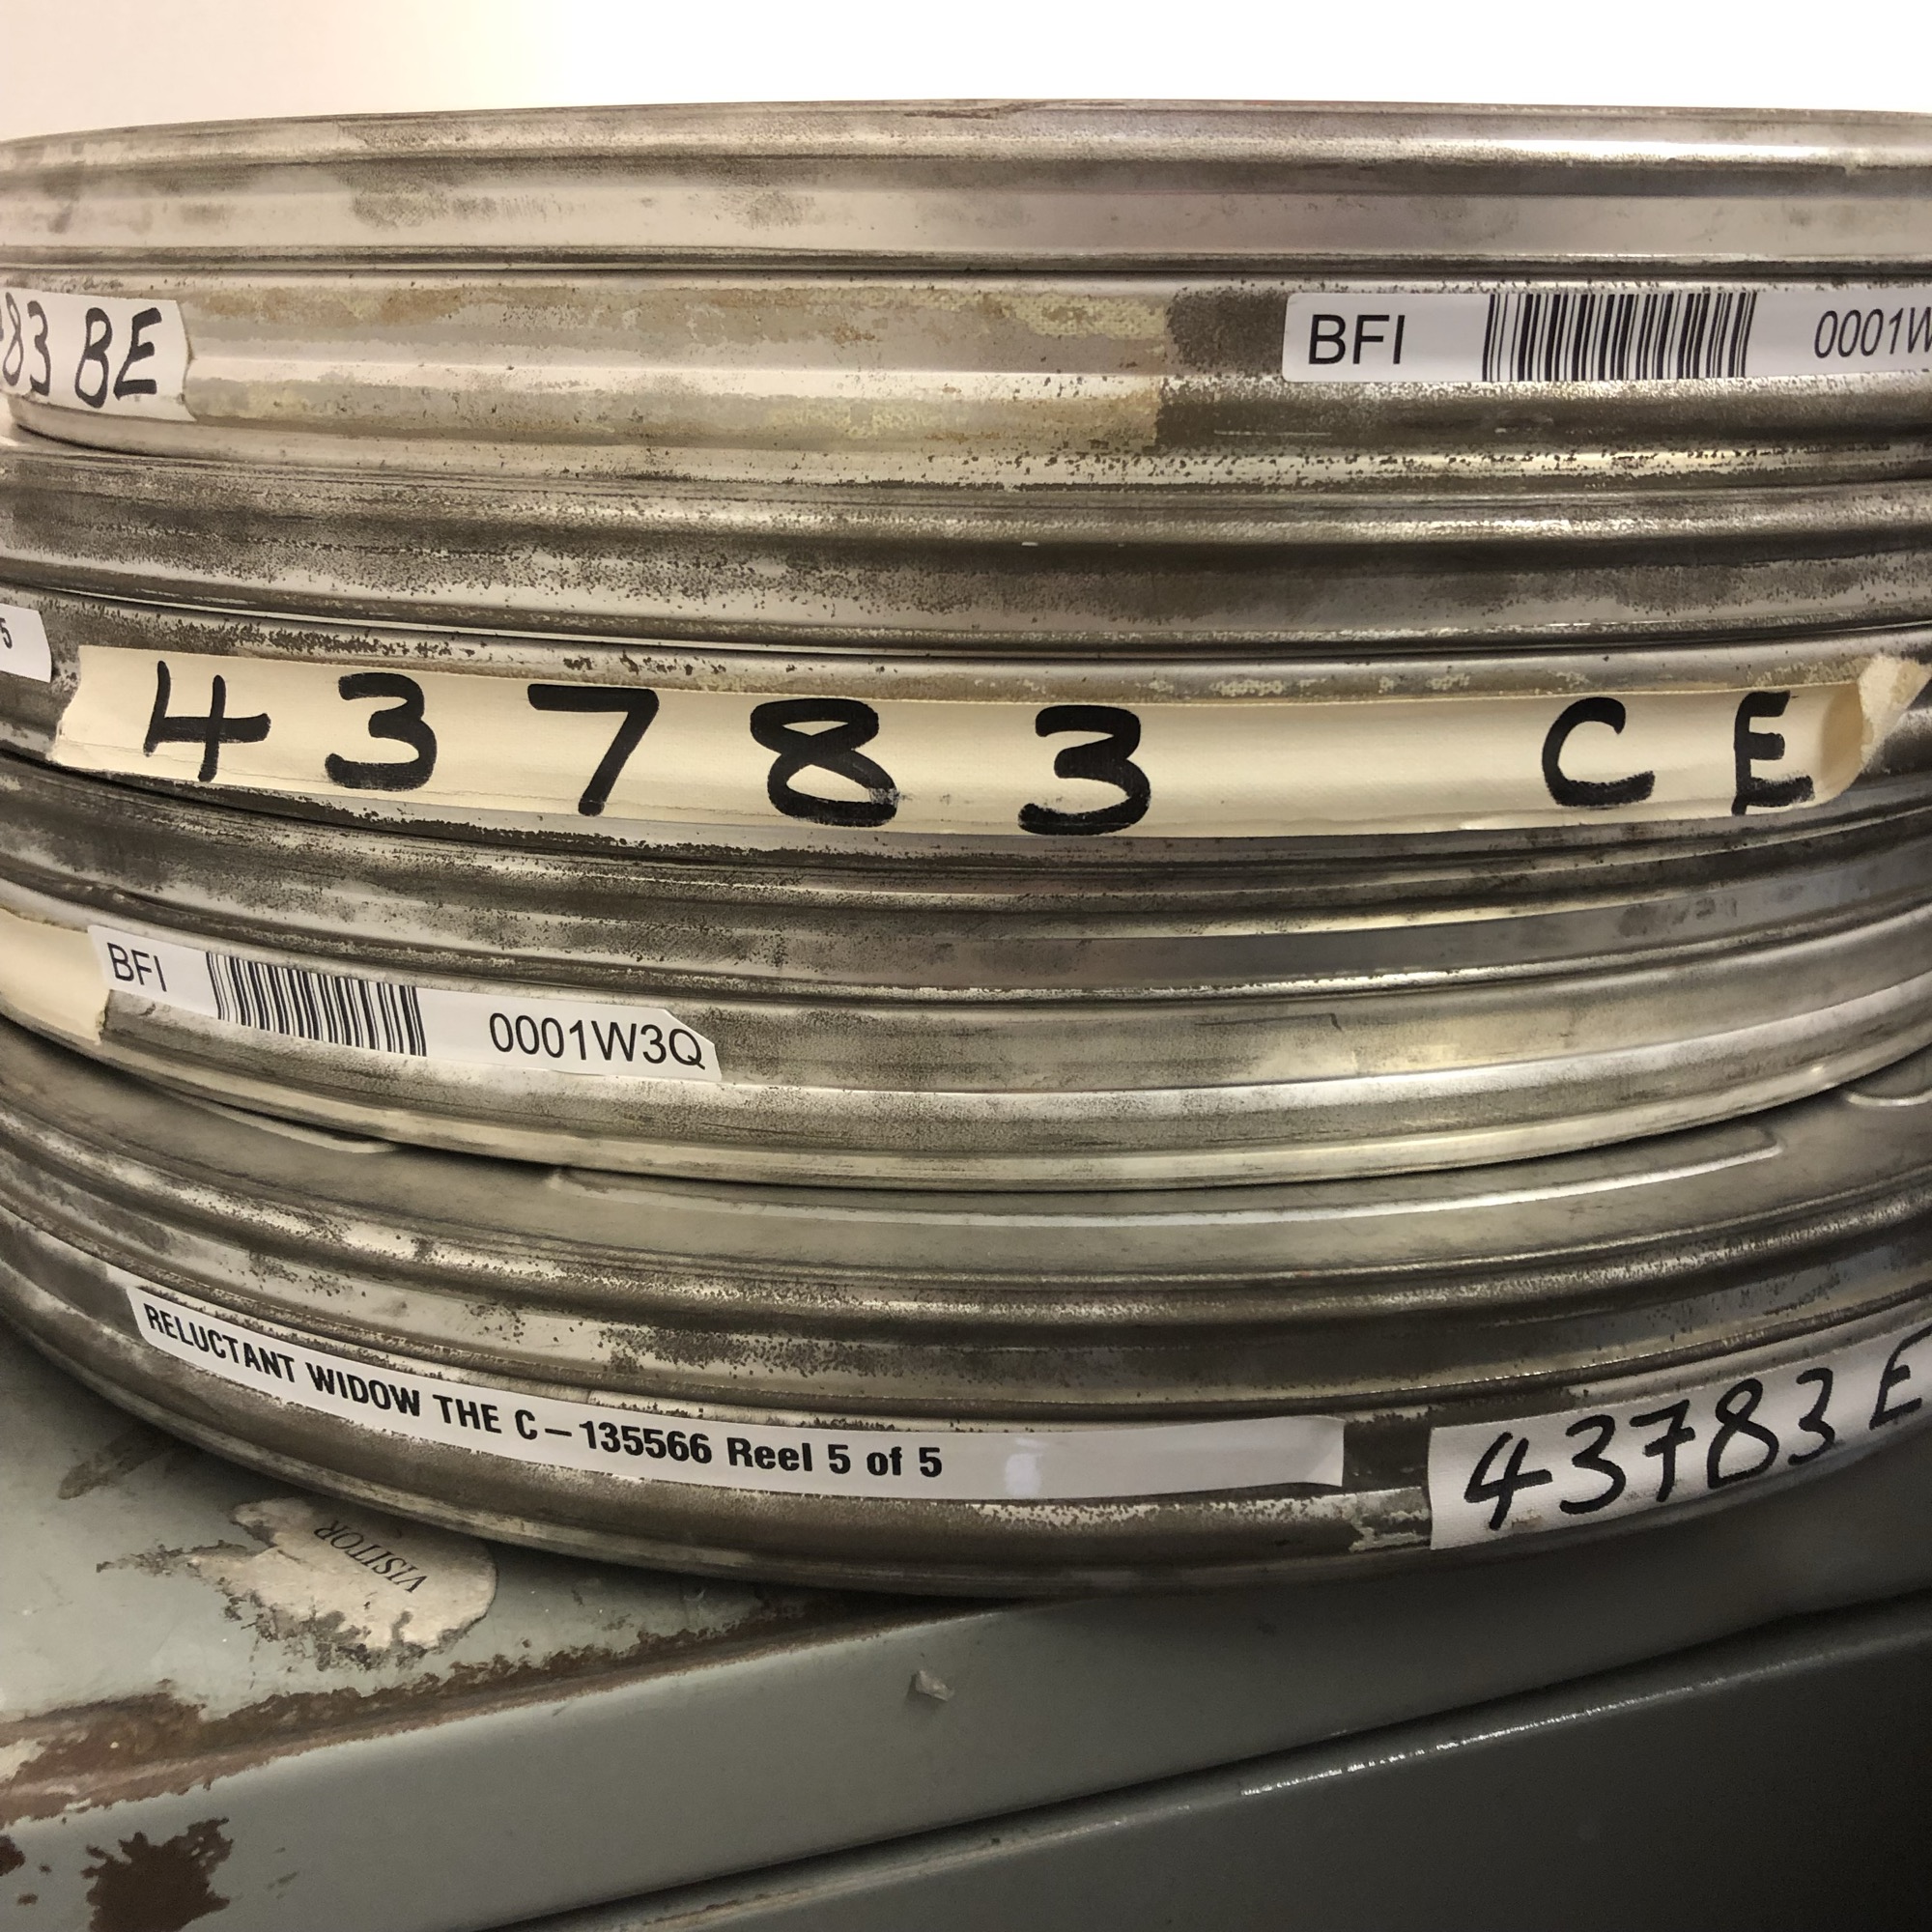 83 BE
BFI 0001W
5
43783 CE
BFI 0001W3Q
RELUCTANT WIDOW THE C-135566 Reel 5 of 5
43783 E
VISITOR